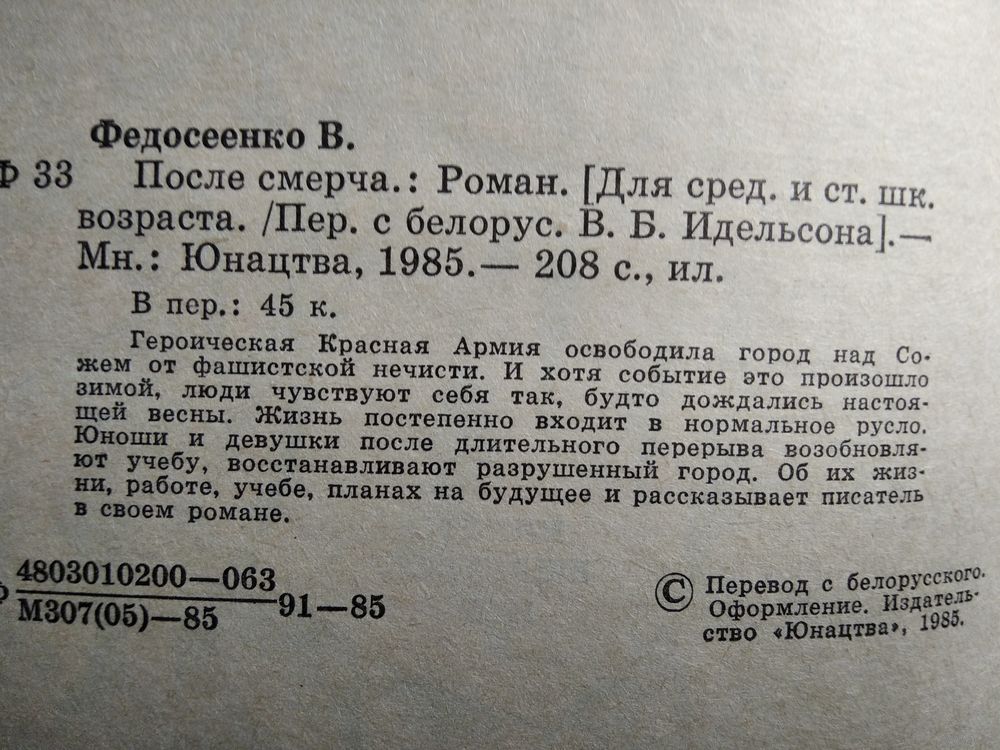 Федосеенко В.
Ф 33 После смерча.: Роман. [Для сред. и ст. шк.
возраста. /Пер. с белорус. В. Б. Идельсона].—
Мн.: Юнацтва, 1985.— 208 с., ил.
В пер.: 45 к.
Героическая Красная Армия освободила город над Со-
жем от фашистской нечисти. И хотя событие это произошло
зимой, люди чувствуют себя так, будто дождались настоя-
щей весны. Жизнь постепенно входит в нормальное русло.
Юноши и девушки после длительного перерыва возобновля-
ют учебу, восстанавливают разрушенный город. Об их жиз-
ни, работе, учебе, планах на будущее и рассказывает писатель
в своем романе.
Ф 4803010200—063
М307(05)—85 91—85
© Перевод с белорусского.
Оформление. Издатель-
ство «Юнацтва», 1985.